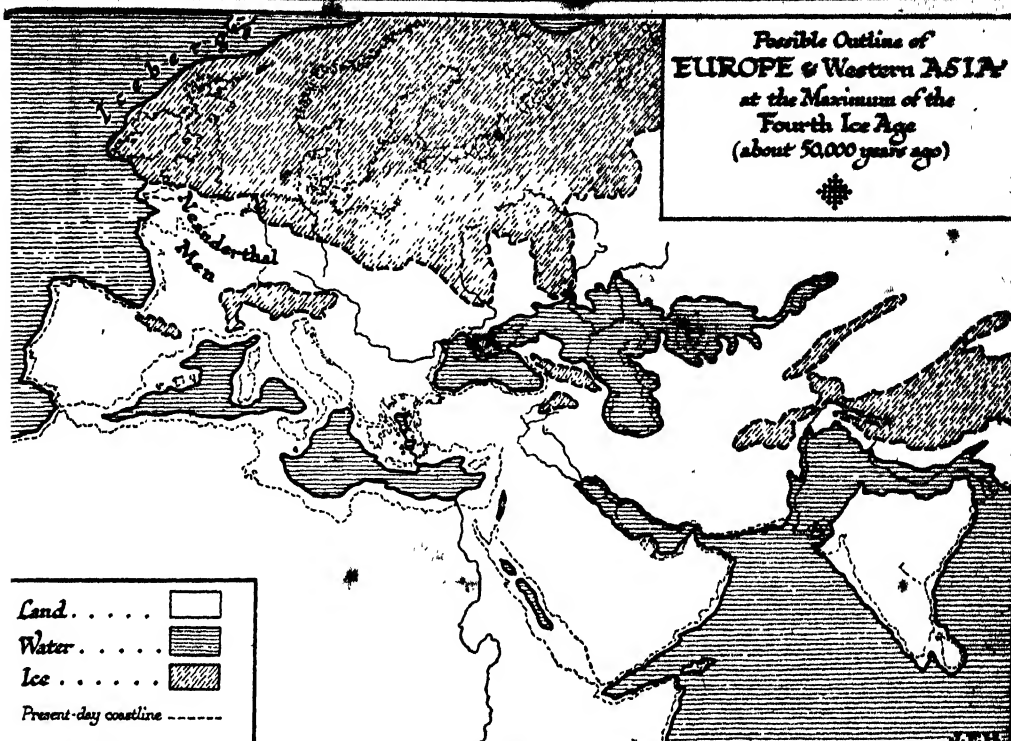 Possible Outline of
EUROPE & Western ASIA
at the Maximum of the
Fourth Ice Age
(about 50,000 years ago)
Icebergs
Neanderthal
Men
Land . . . . .
Water . . . . .
Ice . . . . . .
Present-day coastline ------
J.F.H.